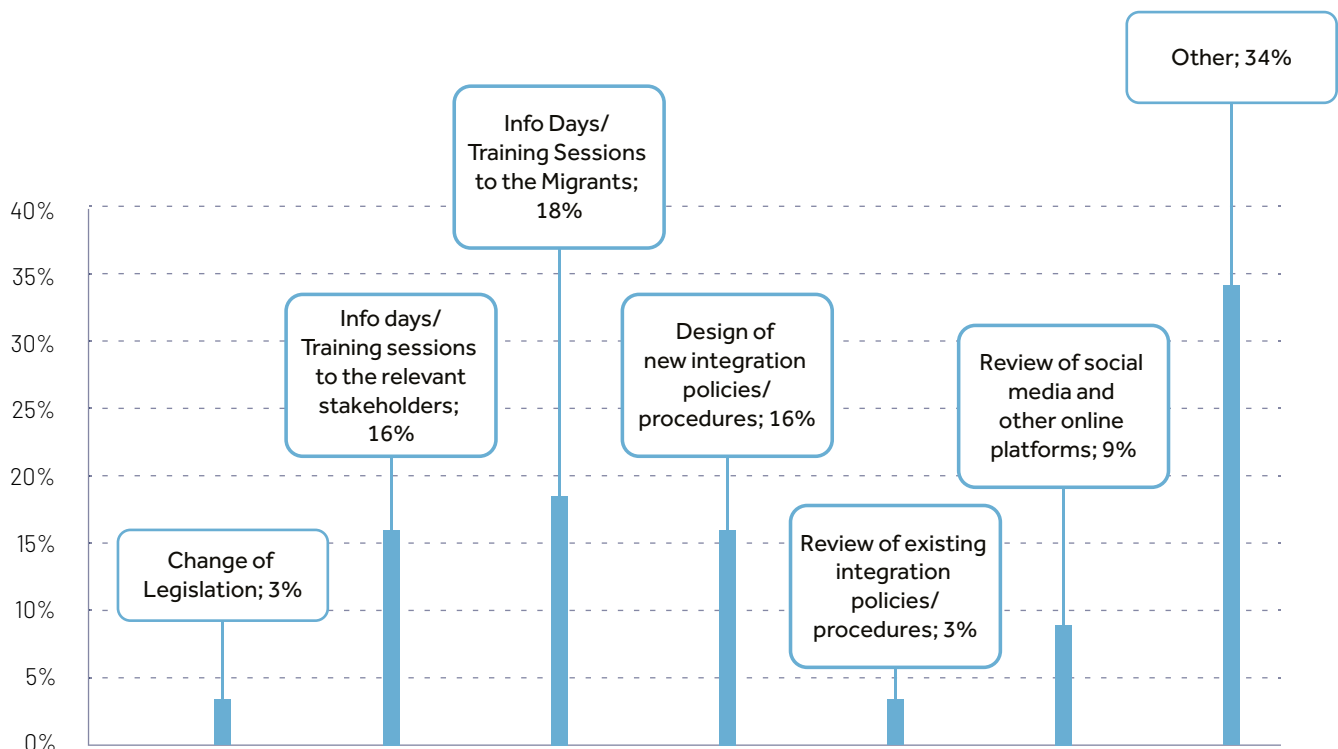 Other; 34%
Info Days/
Training Sessions
to the Migrants;
18%
40%
35%
30%
25%
20%
15%
10%
5%
0%
Info days/
Training sessions
to the relevant
stakeholders;
16%
Design of
new integration
policies/
procedures; 16%
Review of social
media and
other online
platforms; 9%
Change of
Legislation; 3%
Review of existing
integration
policies/
procedures; 3%